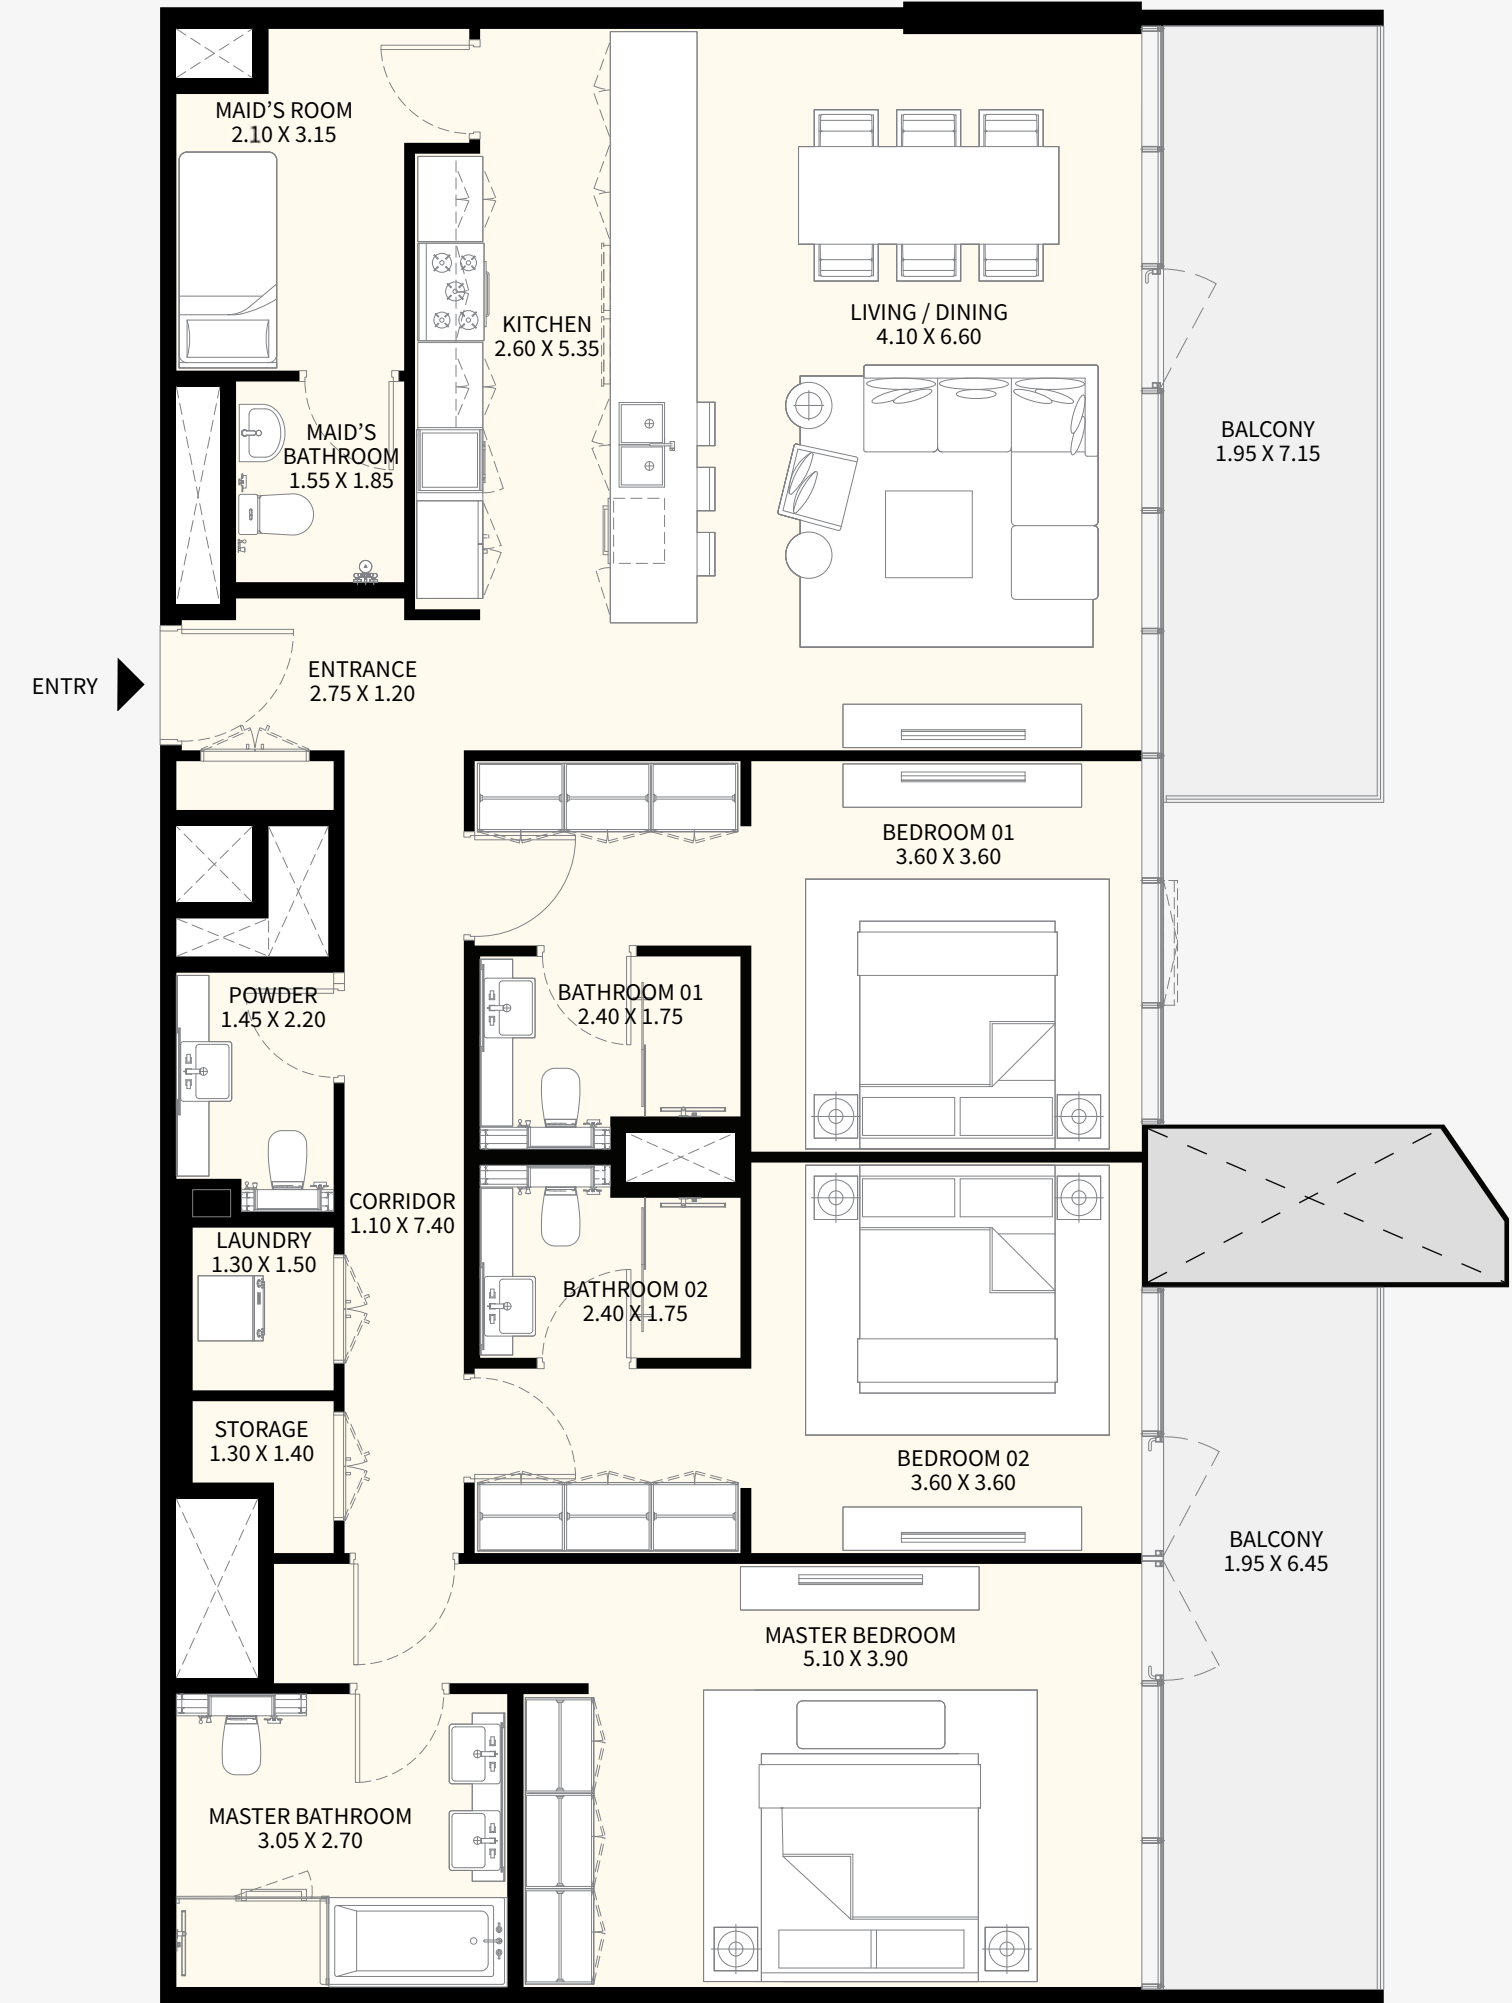 MAID’S ROOM
2.10 X 3.15
KITCHEN
2.60 X 5.35
LIVING / DINING
4.10 X 6.60
BALCONY
1.95 X 7.15
MAID’S
BATHROOM
1.55 X 1.85
ENTRY
ENTRANCE
2.75 X 1.20
BEDROOM 01
3.60 X 3.60
POWDER
1.45 X 2.20
BATHROOM 01
2.40 X 1.75
CORRIDOR
1.10 X 7.40
LAUNDRY
1.30 X 1.50
BATHROOM 02
2.40 X 1.75
STORAGE
1.30 X 1.40
BEDROOM 02
3.60 X 3.60
BALCONY
1.95 X 6.45
MASTER BEDROOM
5.10 X 3.90
MASTER BATHROOM
3.05 X 2.70